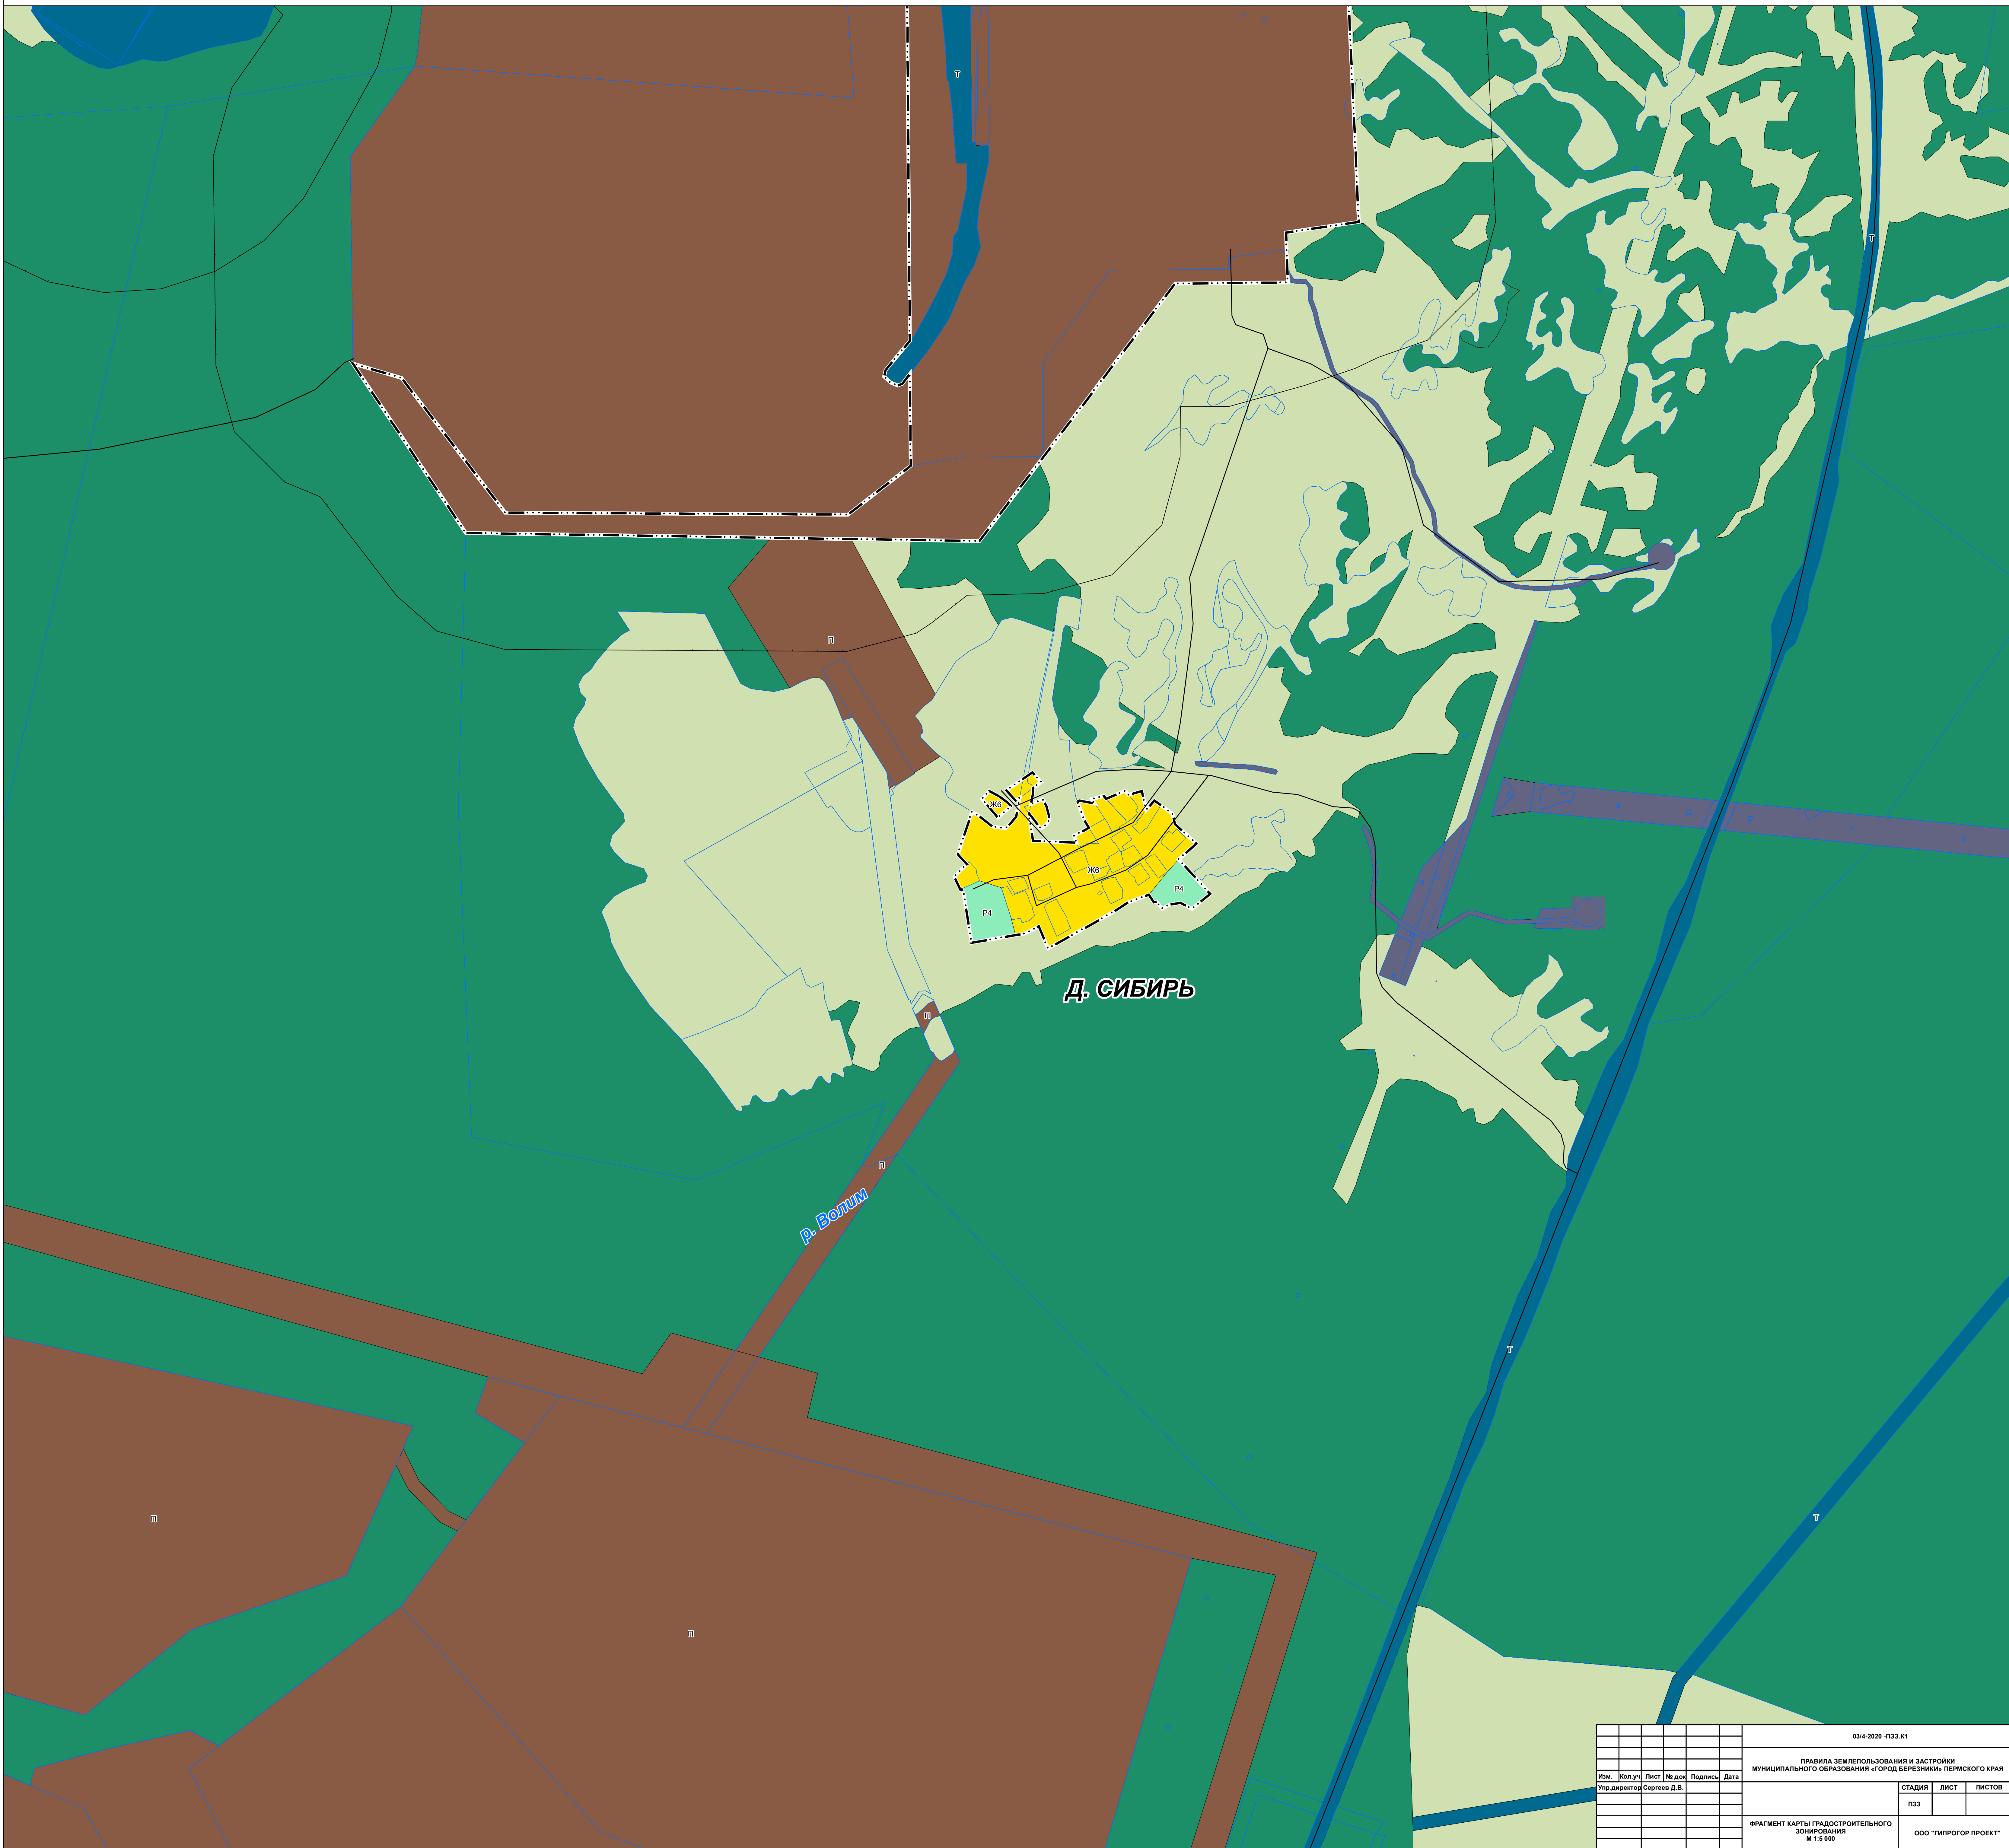 Т
Т
П
Ж6
Ж6
Р4
Р4
Д. СИБИРЬ
П
П
р. Волим
Т
П
Т
П
03/4-2020 -ПЗЗ.К1
ПРАВИЛА ЗЕМЛЕПОЛЬЗОВАНИЯ И ЗАСТРОЙКИ
МУНИЦИПАЛЬНОГО ОБРАЗОВАНИЯ «ГОРОД БЕРЕЗНИКИ» ПЕРМСКОГО КРАЯ
Изм. Кол.уч Лист № док Подпись Дата
Упр.директор Сергеев Д.В.
СТАДИЯ ЛИСТ ЛИСТОВ
ПЗЗ
ФРАГМЕНТ КАРТЫ ГРАДОСТРОИТЕЛЬНОГО
ЗОНИРОВАНИЯ
М 1:5 000
ООО "ГИПРОГОР ПРОЕКТ"